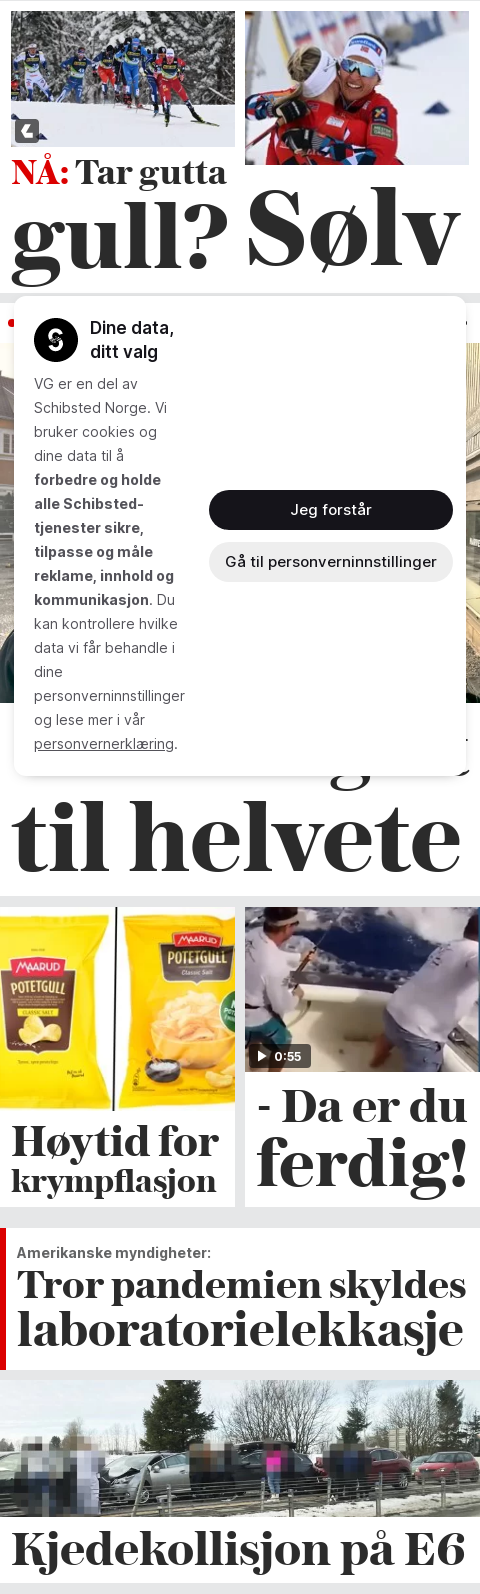 NÅ: Tar gutta
gull?
Sølv
Dine data,
ditt valg
VG er en del av
Schibsted Norge. Vi
bruker cookies og
dine data til å
forbedre og holde
alle Schibsted-
tjenester sikre,
tilpasse og måle
reklame, innhold og
kommunikasjon. Du
kan kontrollere hvilke
data vi får behandle i
dine
personverninnstillinger
og lese mer i vår
personvernerklæring.
Jeg forstår
Gå til personverninnstillinger
til helvete
MAARUD
POTETGULL
CLASSIC SALT
MAARUD
POTETGULL
Classic Salt
Høytid for
krympflasjon
0:55
- Da er du
ferdig!
Amerikanske myndigheter:
Tror pandemien skyldes
laboratorielekkasje
Kjedekollisjon på E6